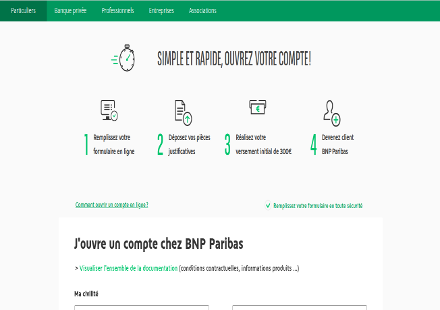 Particuliers Banque privée Professionnels Entreprises Associations
SIMPLE ET RAPIDE, OUVREZ VOTRE COMPTE!
1 Remplissez votre
formulaire en ligne
2 Déposez vos pièces
justificatives
3 Réalisez votre
versement initial de 300€
4 Devenez client
BNP Paribas
Comment ouvrir un compte en ligne ?
Remplissez votre formulaire en toute sécurité
J'ouvre un compte chez BNP Paribas
> Visualiser l'ensemble de la documentation (conditions contractuelles, informations produits ...)
Ma civilité